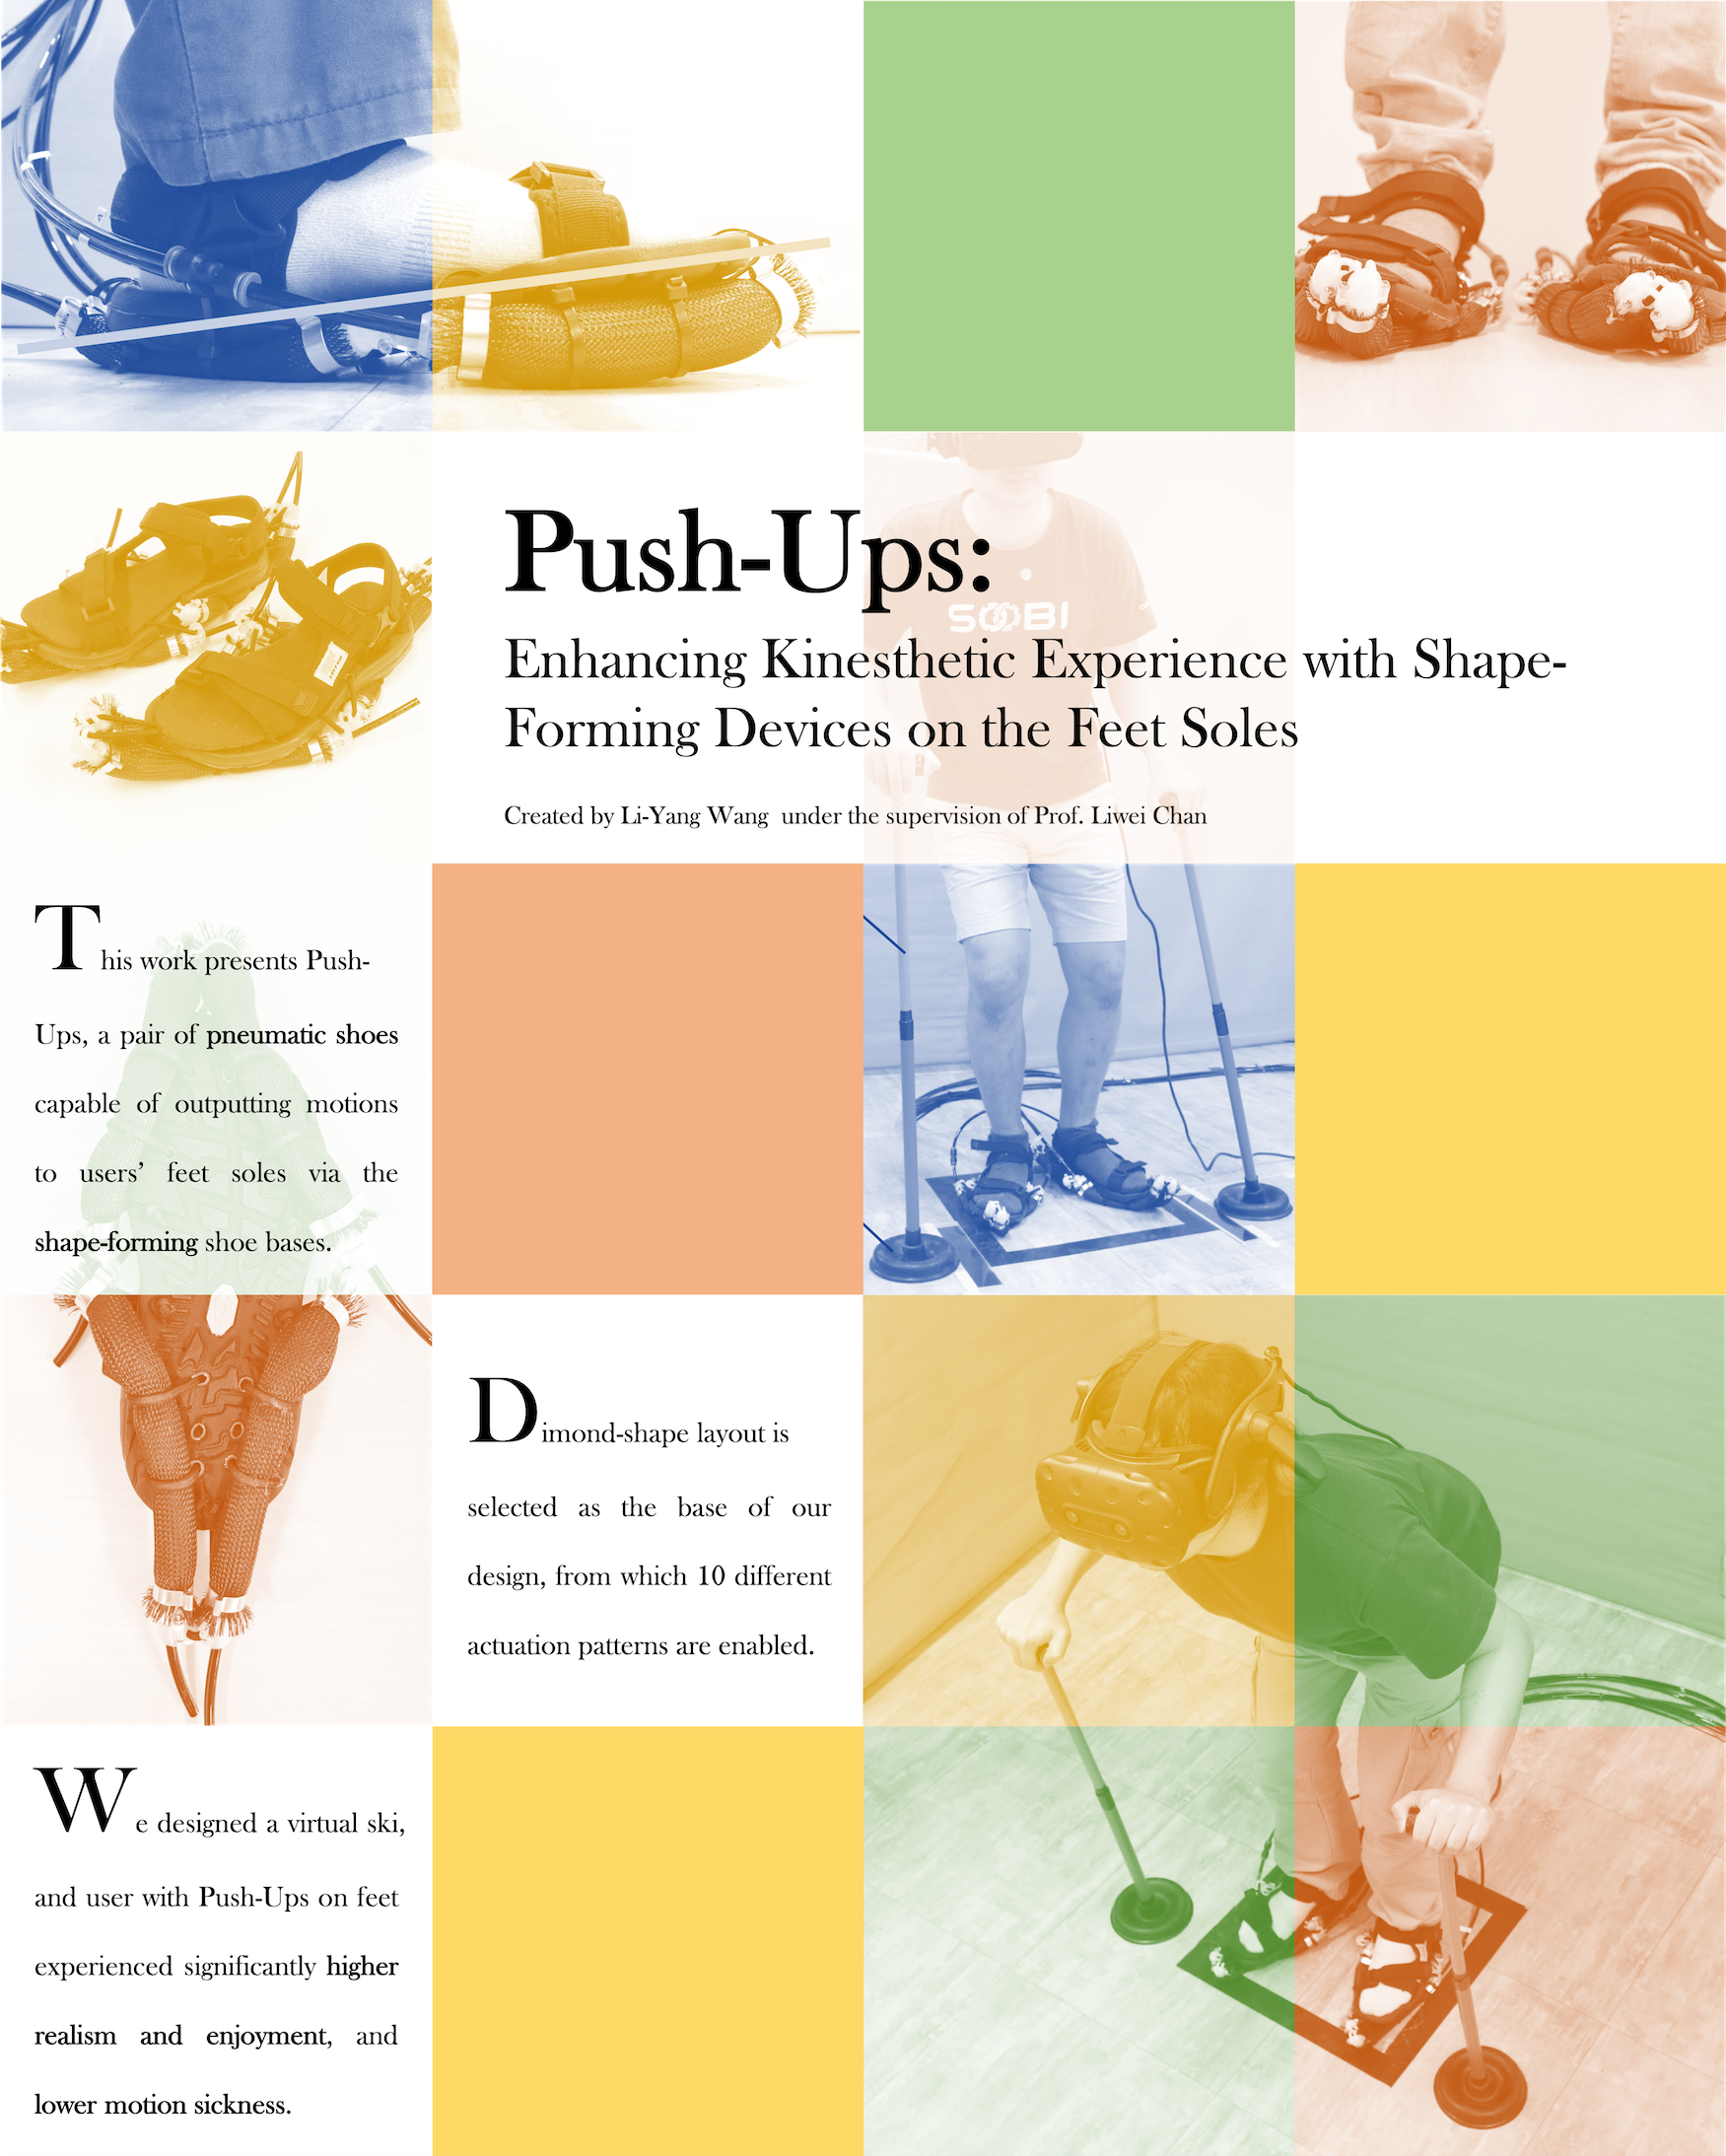 Push-Ups:
SOBI
Enhancing Kinesthetic Experience with Shape-
Forming Devices on the Feet Soles
Created by Li-Yang Wang under the supervision of Prof. Liwei Chan
This work presents Push-
Ups, a pair of pneumatic shoes
capable of outputting motions
to users’ feet soles via the
shape-forming shoe bases.
Dimond-shape layout is
selected as the base of our
design, from which 10 different
actuation patterns are enabled.
We designed a virtual ski,
and user with Push-Ups on feet
experienced significantly higher
realism and enjoyment, and
lower motion sickness.